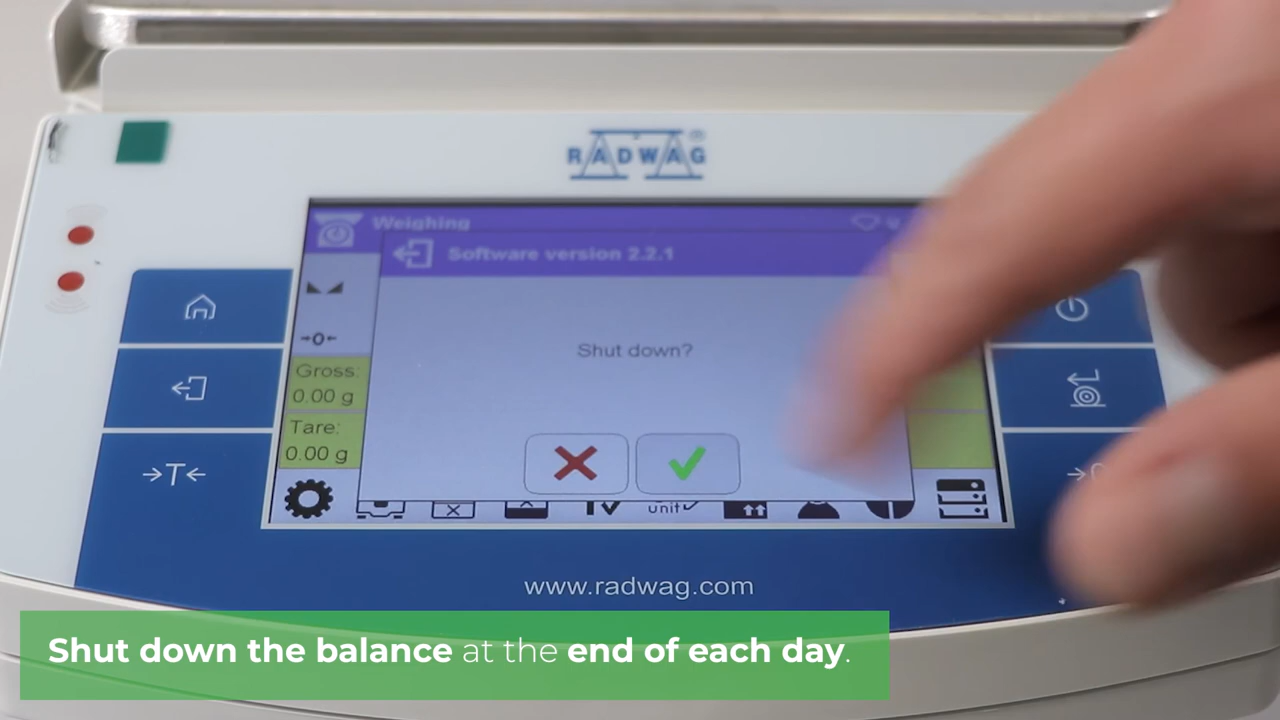 RADWAG®
Weighing
Software version 2.2.1
→0←
Shut down?
Gross:
0.00 g
Tare:
0.00 g
→T←
unit
www.radwag.com
Shut down the balance at the end of each day.